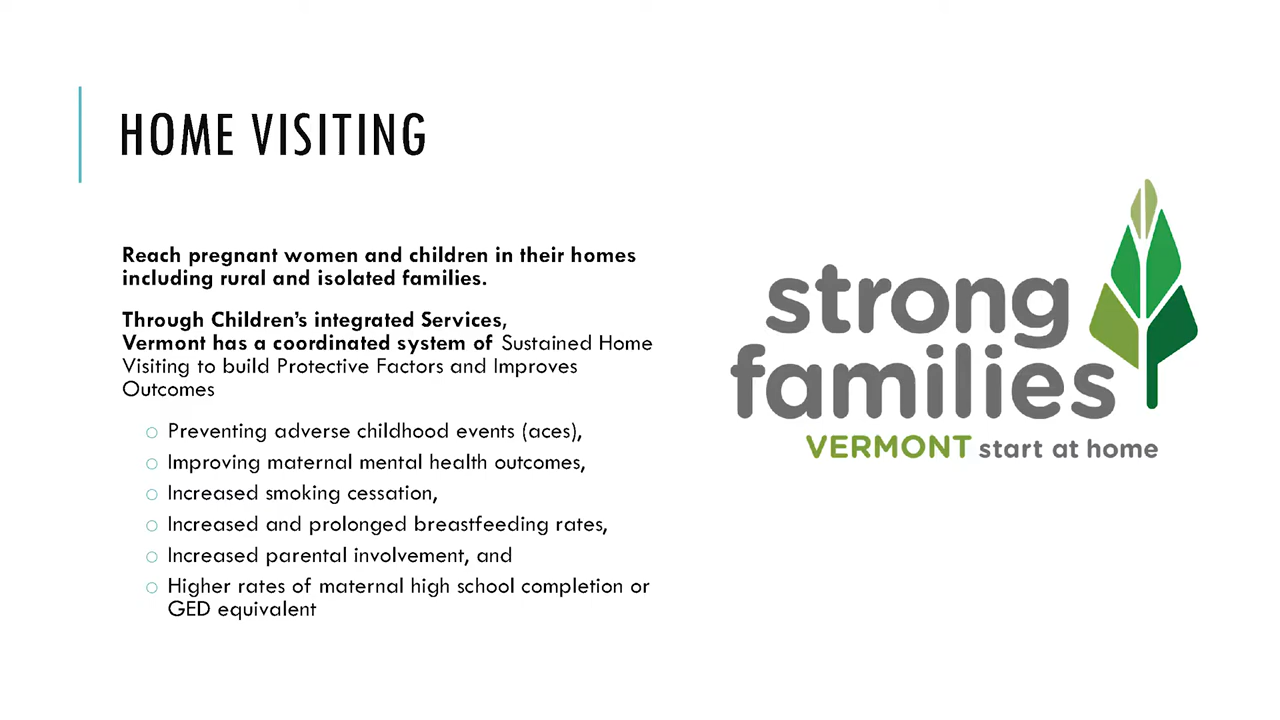 HOME VISITING
Reach pregnant women and children in their homes
including rural and isolated families.
Through Children’s integrated Services,
Vermont has a coordinated system of Sustained Home
Visiting to build Protective Factors and Improves
Outcomes
Preventing adverse childhood events (aces),
Improving maternal mental health outcomes,
Increased smoking cessation,
Increased and prolonged breastfeeding rates,
Increased parental involvement, and
Higher rates of maternal high school completion or
GED equivalent
strong
families
VERMONT start at home